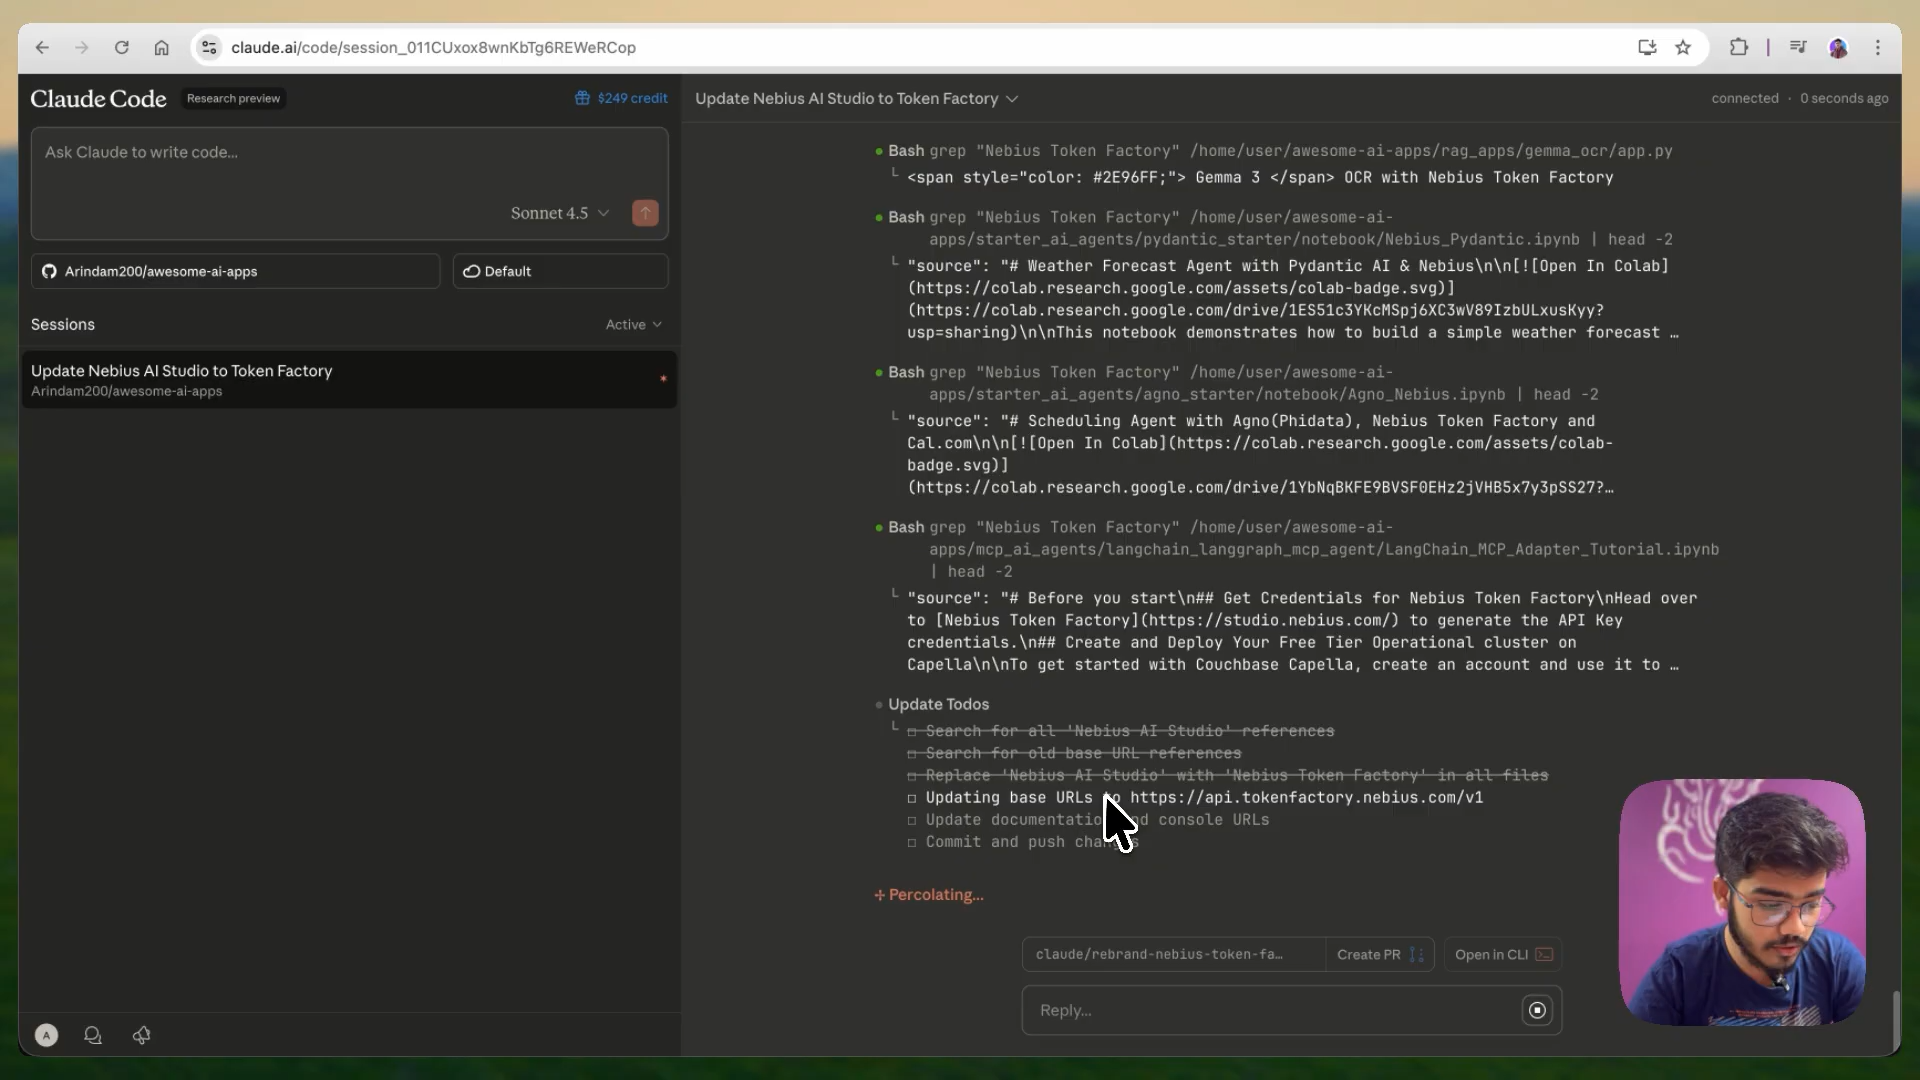 claude.ai/code/session_011CUxox8wnKbTg6REWeRCop
Claude Code
Research preview
$249 credit
Ask Claude to write code...
Sonnet 4.5
Arindam200/awesome-ai-apps
Default
Sessions
Active
Update Nebius AI Studio to Token Factory
Arindam200/awesome-ai-apps
A
Update Nebius AI Studio to Token Factory
connected · 0 seconds ago
Bash grep "Nebius Token Factory" /home/user/awesome-ai-apps/rag_apps/gemma_ocr/app.py
<span style="color: #2E96FF;"> Gemma 3 </span> OCR with Nebius Token Factory
Bash grep "Nebius Token Factory" /home/user/awesome-ai-
apps/starter_ai_agents/pydantic_starter/notebook/Nebius_Pydantic.ipynb | head -2
"source": "# Weather Forecast Agent with Pydantic AI & Nebius\n\n[![Open In Colab]
(https://colab.research.google.com/assets/colab-badge.svg)]
(https://colab.research.google.com/drive/1ES51c3YKcMSpj6XC3wV89IzbULxusKyy?
usp=sharing)\n\nThis notebook demonstrates how to build a simple weather forecast …
Bash grep "Nebius Token Factory" /home/user/awesome-ai-
apps/starter_ai_agents/agno_starter/notebook/Agno_Nebius.ipynb | head -2
"source": "# Scheduling Agent with Agno(Phidata), Nebius Token Factory and
Cal.com\n\n[![Open In Colab](https://colab.research.google.com/assets/colab-
badge.svg)]
(https://colab.research.google.com/drive/1YbNqBKFE9BVSF0EHz2jVHB5x7y3pSS27?…
Bash grep "Nebius Token Factory" /home/user/awesome-ai-
apps/mcp_ai_agents/langchain_langgraph_mcp_agent/LangChain_MCP_Adapter_Tutorial.ipynb
| head -2
"source": "# Before you start\n## Get Credentials for Nebius Token Factory\nHead over
to [Nebius Token Factory](https://studio.nebius.com/) to generate the API Key
credentials.\n## Create and Deploy Your Free Tier Operational cluster on
Capella\n\nTo get started with Couchbase Capella, create an account and use it to …
Update Todos
Search for all 'Nebius AI Studio' references
Search for old base URL references
Replace 'Nebius AI Studio' with 'Nebius Token Factory' in all files
Updating base URLs to https://api.tokenfactory.nebius.com/v1
Update documentation and console URLs
Commit and push changes
Percolating…
claude/rebrand-nebius-token-fa…
Create PR
Open in CLI
Reply...